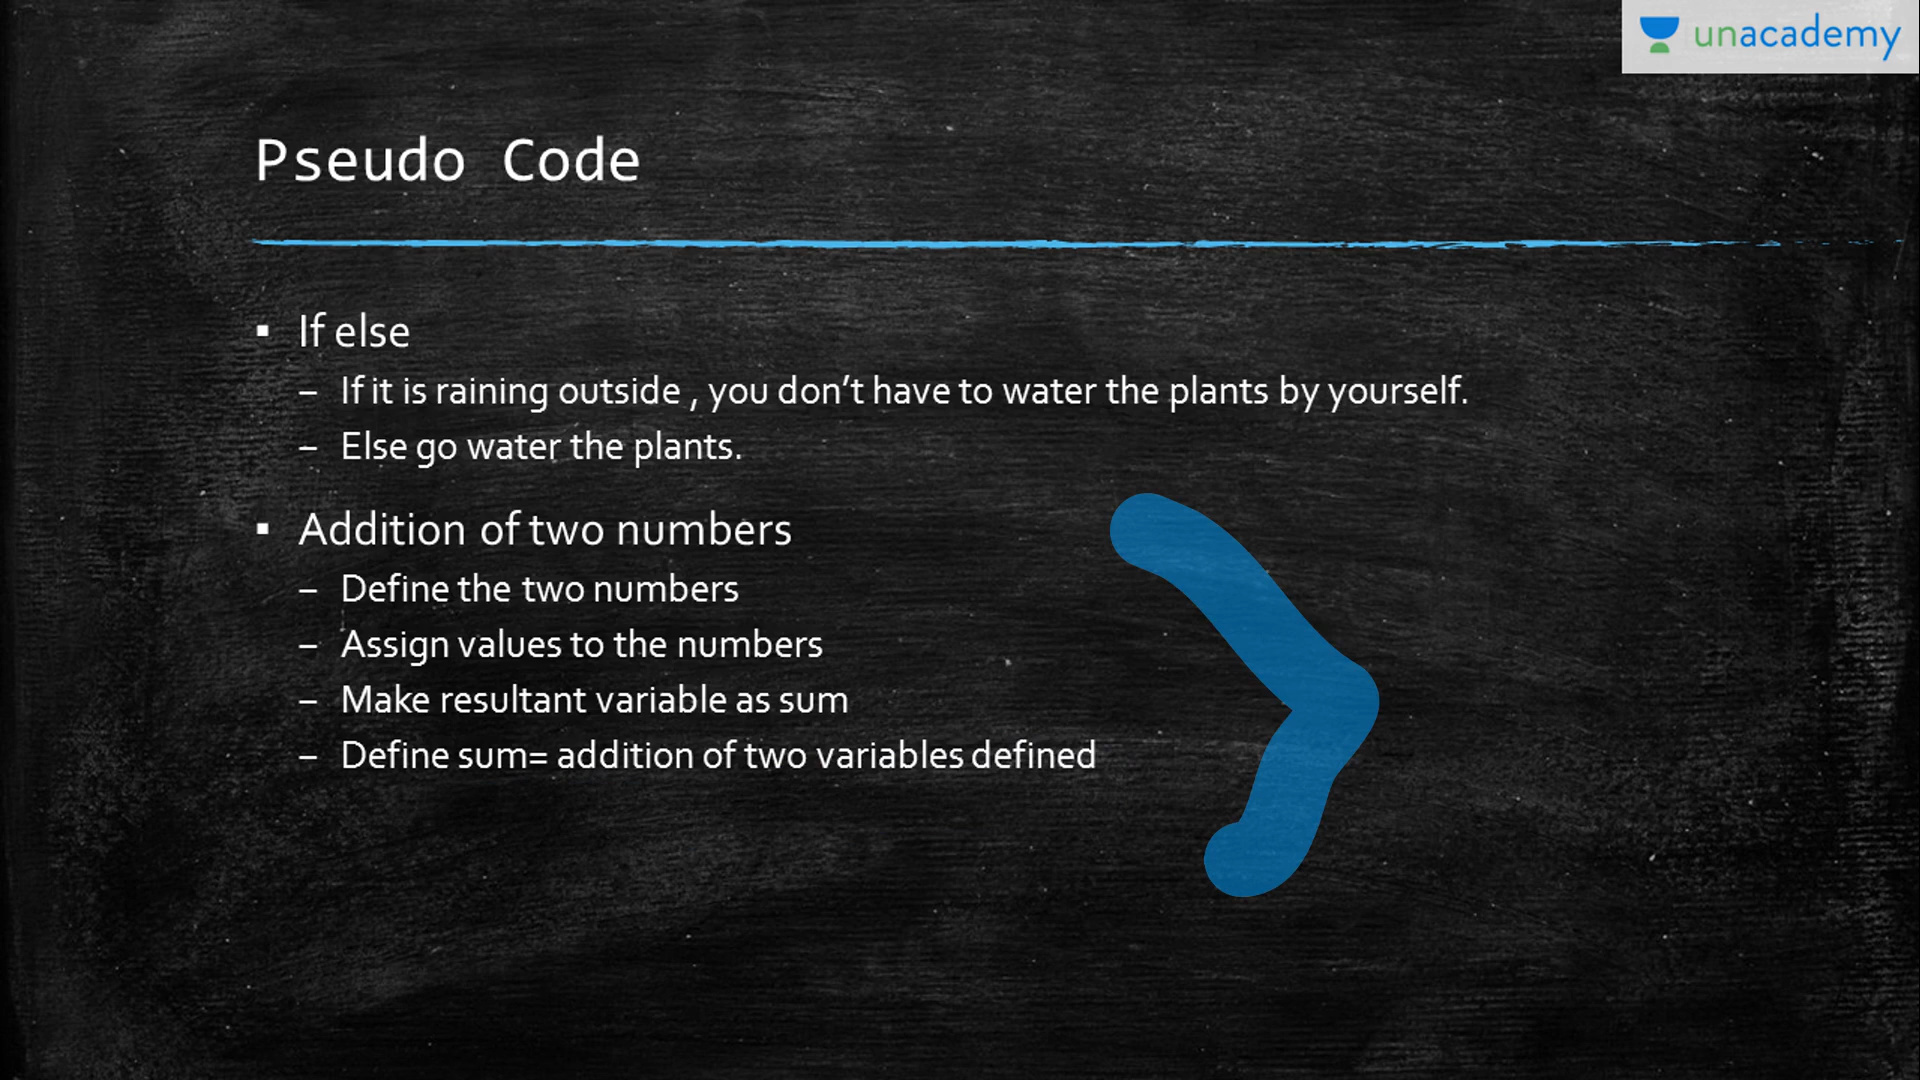 unacademy
Pseudo Code
▪ If else
– If it is raining outside , you don’t have to water the plants by yourself.
– Else go water the plants.
▪ Addition of two numbers
– Define the two numbers
– Assign values to the numbers
– Make resultant variable as sum
– Define sum= addition of two variables defined